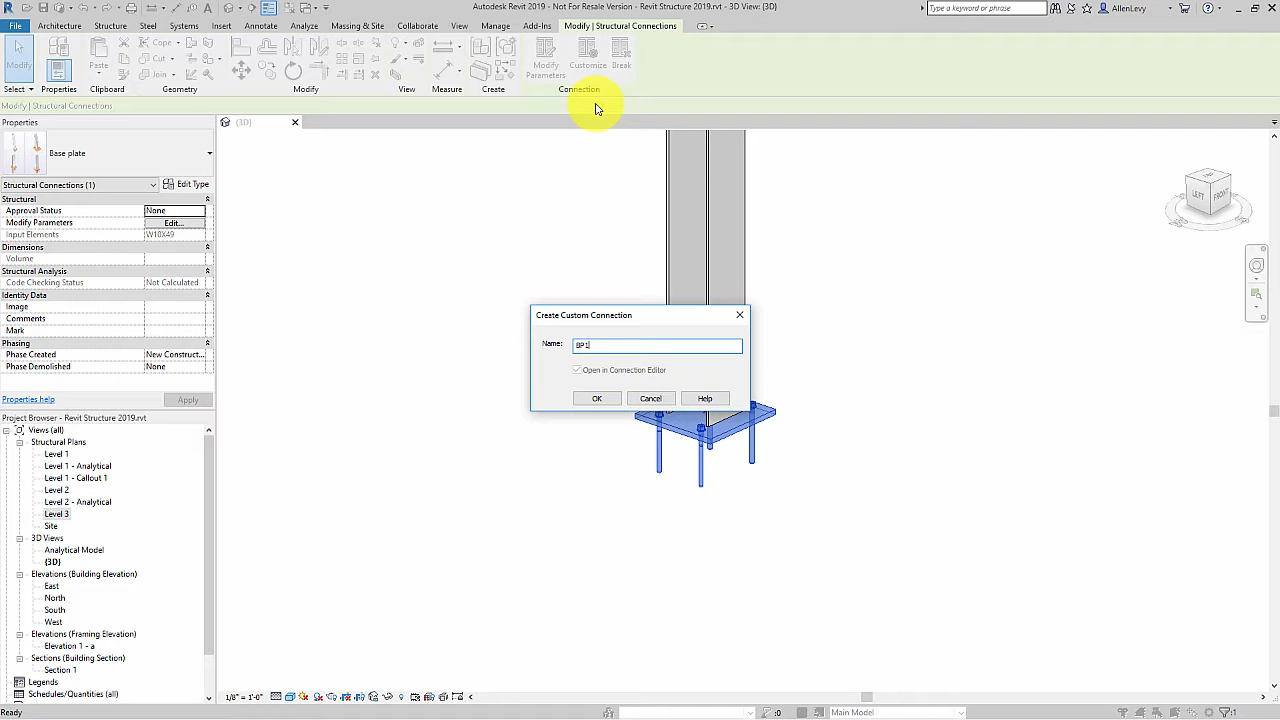 Autodesk Revit 2019 - Not For Resale Version - Revit Structure 2019.rvt - 3D View: {3D}
Type a keyword or phrase
AllenLevy
File Architecture Structure Steel Systems Insert Annotate Analyze Massing & Site Collaborate View Manage Add-Ins Modify | Structural Connections
Modify Paste Cope Cut Join Modify Parameters Customize Break
Select Properties Clipboard Geometry Modify View Measure Create Connection
Modify | Structural Connections
Properties
{3D}
Base plate
Structural Connections (1) Edit Type
Structural
Approval Status None
Modify Parameters Edit...
Input Elements W10X49
Dimensions
Volume
Structural Analysis
Code Checking Status Not Calculated
Identity Data
Image
Comments
Mark
Phasing
Phase Created New Construct...
Phase Demolished None
Properties help Apply
Project Browser - Revit Structure 2019.rvt
Views (all)
Structural Plans
Level 1
Level 1 - Analytical
Level 1 - Callout 1
Level 2
Level 2 - Analytical
Level 3
Site
3D Views
Analytical Model
{3D}
Elevations (Building Elevation)
East
North
South
West
Elevations (Framing Elevation)
Elevation 1 - a
Sections (Building Section)
Section 1
Legends
Schedules/Quantities (all)
LEFT FRONT
Create Custom Connection
Name: BP1
Open in Connection Editor
OK Cancel Help
1/8" = 1'-0"
Ready
:0 Main Model :1